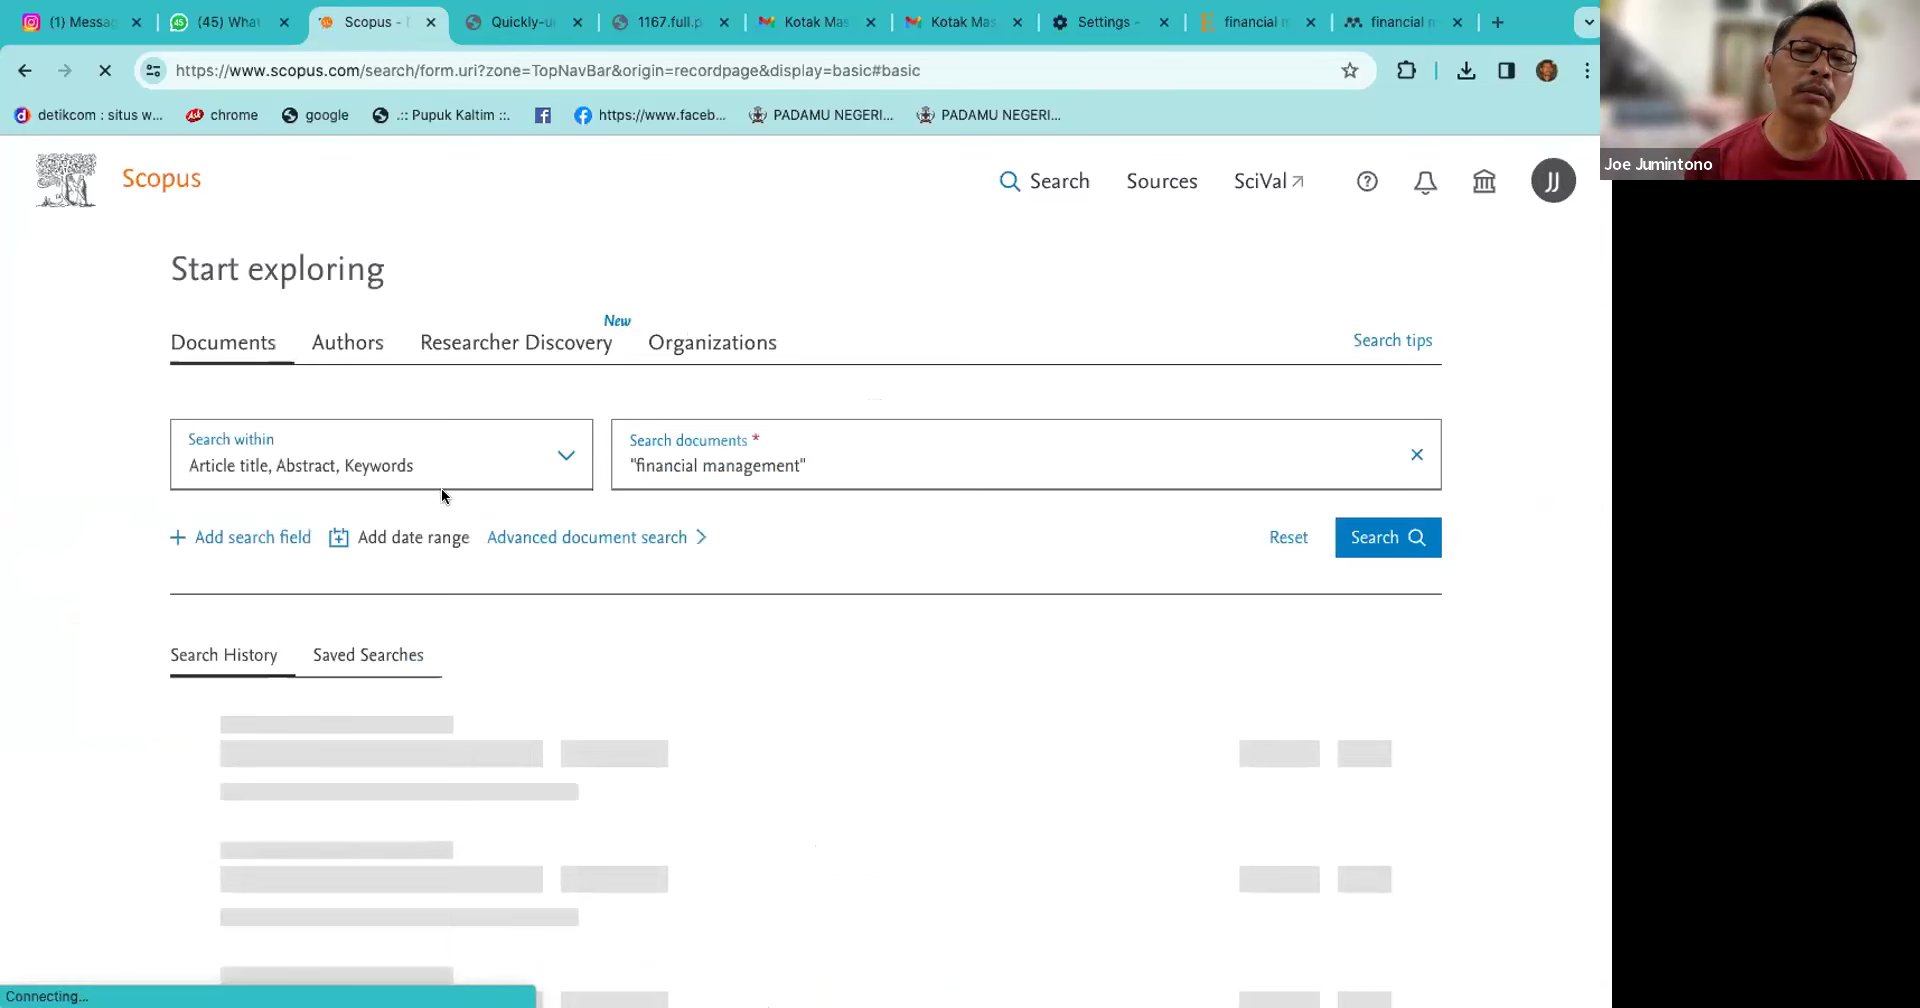 (1) Messag
(45) What
Scopus -
Quickly-u
1167.full.p
Kotak Mas
Kotak Mas
Settings -
financial m
financial m
https://www.scopus.com/search/form.uri?zone=TopNavBar&origin=recordpage&display=basic#basic
detikcom : situs w...
chrome
google
.:: Pupuk Kaltim ::.
https://www.faceb...
PADAMU NEGERI...
PADAMU NEGERI...
Joe Jumintono
Scopus
Search
Sources
SciVal
JJ
Start exploring
Documents
Authors
Researcher Discovery
New
Organizations
Search tips
Search within
Article title, Abstract, Keywords
Search documents *
"financial management"
Add search field
Add date range
Advanced document search
Reset
Search
Search History
Saved Searches
Connecting...